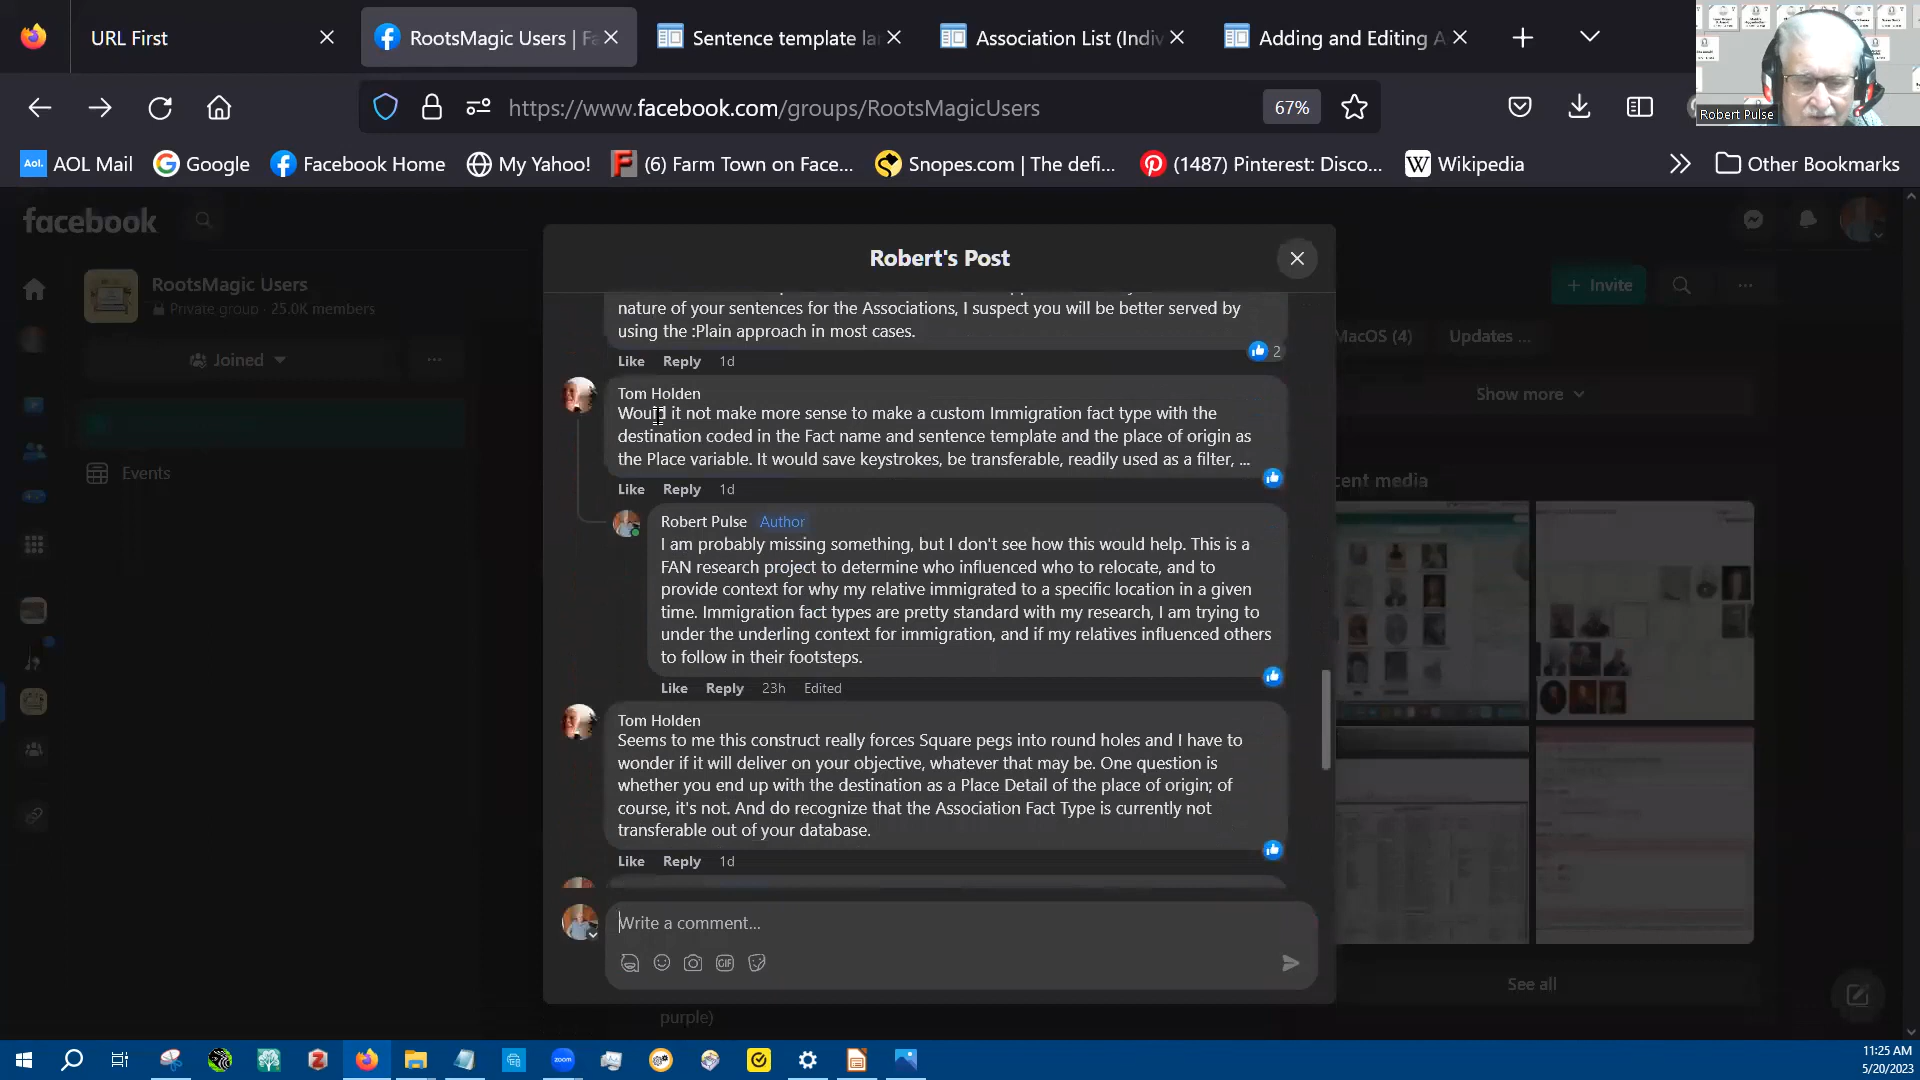 URL First
RootsMagic Users | Fa
Sentence template la
Association List (Indiv
Adding and Editing A
https://www.facebook.com/groups/RootsMagicUsers
67%
Robert Pulse
Aol. AOL Mail
Google
Facebook Home
My Yahoo!
(6) Farm Town on Face...
Snopes.com | The defi...
(1487) Pinterest: Disco...
W Wikipedia
Other Bookmarks
facebook
RootsMagic Users
Private group · 25.0K members
Joined
Events
+ Invite
MacOS (4)
Updates ...
Show more
cent media
See all
Robert's Post
nature of your sentences for the Associations, I suspect you will be better served by
using the :Plain approach in most cases.
Like Reply 1d
2
Tom Holden
Would it not make more sense to make a custom Immigration fact type with the
destination coded in the Fact name and sentence template and the place of origin as
the Place variable. It would save keystrokes, be transferable, readily used as a filter, ...
Like Reply 1d
Robert Pulse Author
I am probably missing something, but I don't see how this would help. This is a
FAN research project to determine who influenced who to relocate, and to
provide context for why my relative immigrated to a specific location in a given
time. Immigration fact types are pretty standard with my research, I am trying to
under the underling context for immigration, and if my relatives influenced others
to follow in their footsteps.
Like Reply 23h Edited
Tom Holden
Seems to me this construct really forces Square pegs into round holes and I have to
wonder if it will deliver on your objective, whatever that may be. One question is
whether you end up with the destination as a Place Detail of the place of origin; of
course, it's not. And do recognize that the Association Fact Type is currently not
transferable out of your database.
Like Reply 1d
Write a comment...
GIF
purple)
zoom
11:25 AM
5/20/2023